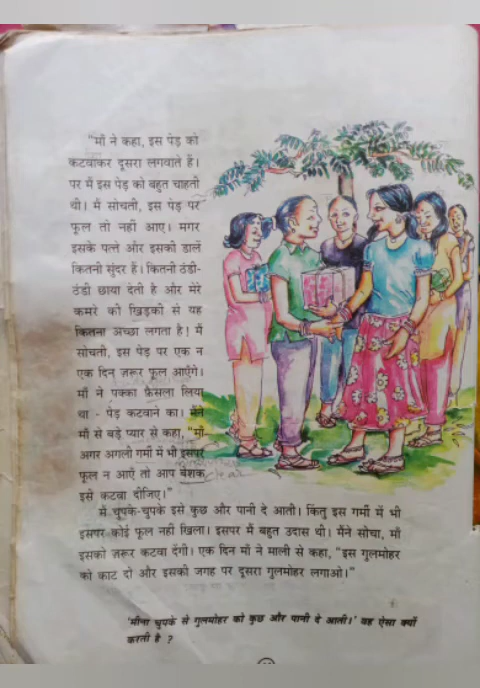 "माँ ने कहा, इस पेड़ को
कटवाकर दूसरा लगवाते हैं।
पर मैं इस पेड़ को बहुत चाहती
थी। मैं सोचती, इस पेड़ पर
फूल तो नहीं आए। मगर
इसके पत्ते और इसकी डालें
कितनी सुंदर हैं। कितनी ठंडी-
ठंडी छाया देती है और मेरे
कमरे की खिड़की से यह
कितना अच्छा लगता है! मैं
सोचती, इस पेड़ पर एक न
एक दिन ज़रूर फूल आएँगे।
माँ ने पक्का फ़ैसला लिया
था - पेड़ कटवाने का। मैंने
माँ से बड़े प्यार से कहा, "माँ
अगर अगली गर्मी में भी इसपर
फूल न आएँ तो आप बेशक
इसे कटवा दीजिए।"
मैं चुपके-चुपके इसे कुछ और पानी दे आती। किंतु इस गर्मी में भी
इसपर कोई फूल नहीं खिला। इसपर मैं बहुत उदास थी। मैंने सोचा, माँ
इसको ज़रूर कटवा देंगी। एक दिन माँ ने माली से कहा, "इस गुलमोहर
को काट दो और इसकी जगह पर दूसरा गुलमोहर लगाओ।"
'मीना चुपके से गुलमोहर को कुछ और पानी दे आती।' वह ऐसा क्यों
करती है ?